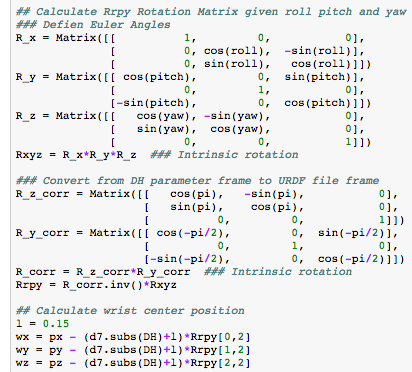 ## Calculate Rrpy Rotation Matrix given roll pitch and yaw
### Defien Euler Angles
R_x = Matrix([[ 1, 0, 0],
[ 0, cos(roll), -sin(roll)],
[ 0, sin(roll), cos(roll)]])
R_y = Matrix([[ cos(pitch), 0, sin(pitch)],
[ 0, 1, 0],
[-sin(pitch), 0, cos(pitch)]])
R_z = Matrix([[ cos(yaw), -sin(yaw), 0],
[ sin(yaw), cos(yaw), 0],
[ 0, 0, 1]])
Rxyz = R_x*R_y*R_z ### Intrinsic rotation
### Convert from DH parameter frame to URDF file frame
R_z_corr = Matrix([[ cos(pi), -sin(pi), 0],
[ sin(pi), cos(pi), 0],
[ 0, 0, 1]])
R_y_corr = Matrix([[ cos(-pi/2), 0, sin(-pi/2)],
[ 0, 1, 0],
[-sin(-pi/2), 0, cos(-pi/2)]])
R_corr = R_z_corr*R_y_corr ### Intrinsic rotation
Rrpy = R_corr.inv()*Rxyz
## Calculate wrist center position
l = 0.15
wx = px - (d7.subs(DH)+l)*Rrpy[0,2]
wy = py - (d7.subs(DH)+l)*Rrpy[1,2]
wz = pz - (d7.subs(DH)+l)*Rrpy[2,2]